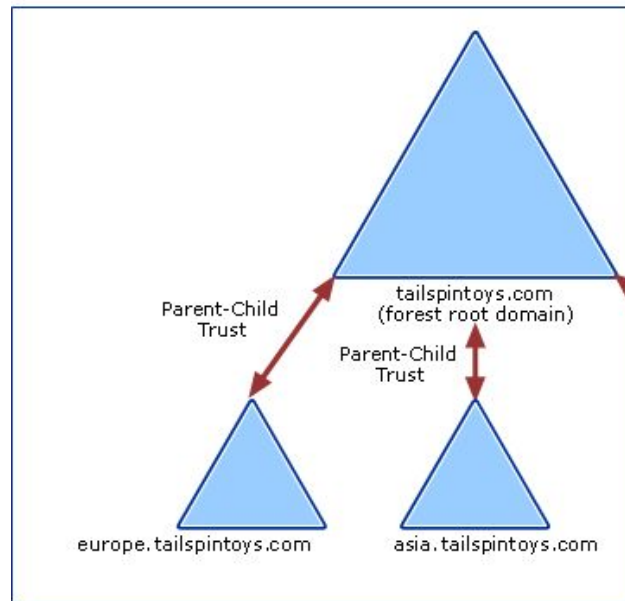 tailspintoys.com
(forest root domain)
Parent-Child
Trust
Parent-Child
Trust
europe.tailspintoys.com
asia.tailspintoys.com